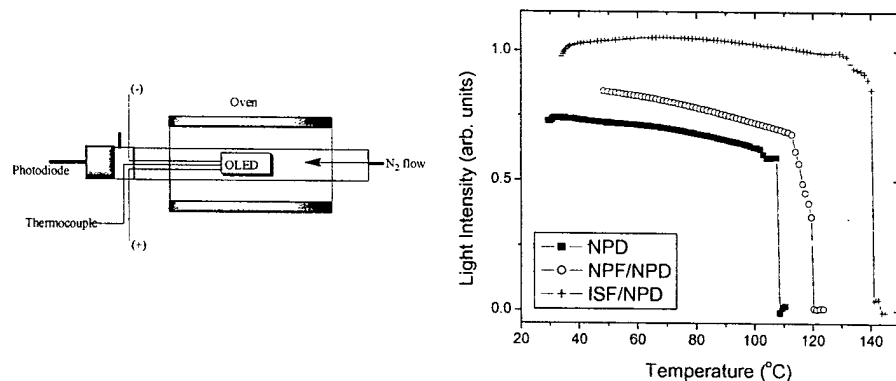 (-)
Oven
OLED
N₂ flow
Photodiode
Thermocouple
(+)
Light Intensity (arb. units)
1.0
0.5
0.0
NPD
NPF/NPD
ISF/NPD
20 40 60 80 100 120 140
Temperature (°C)